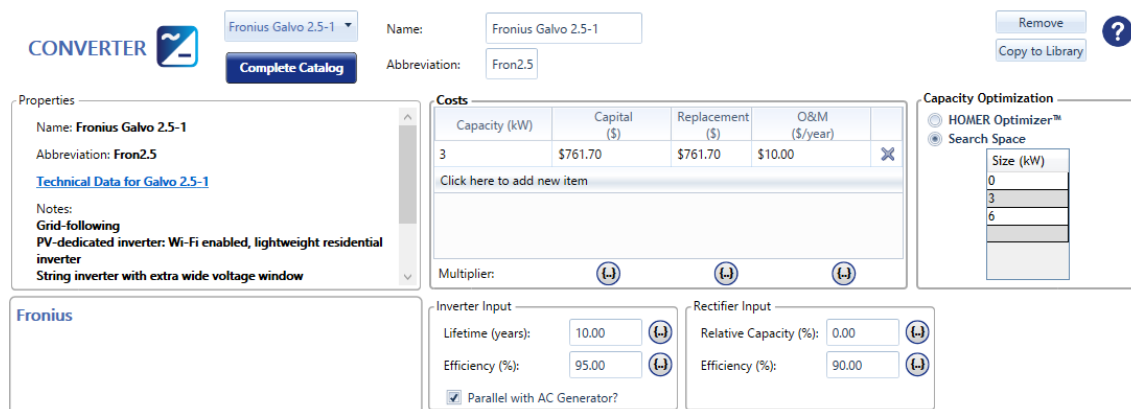 CONVERTER
Fronius Galvo 2.5-1
Complete Catalog
Name: Fronius Galvo 2.5-1
Abbreviation: Fron2.5
Remove
Copy to Library
?
Properties
Name: Fronius Galvo 2.5-1
Abbreviation: Fron2.5
Technical Data for Galvo 2.5-1
Notes:
Grid-following
PV-dedicated inverter: Wi-Fi enabled, lightweight residential
inverter
String inverter with extra wide voltage window
Costs
Capacity (kW) Capital ($) Replacement ($) O&M ($/year)
3 $761.70 $761.70 $10.00
Click here to add new item
Multiplier: {..} {..} {..}
Capacity Optimization
HOMER Optimizer™
Search Space
Size (kW)
0
3
6
Fronius
Inverter Input
Lifetime (years): 10.00 {..}
Efficiency (%): 95.00 {..}
Parallel with AC Generator?
Rectifier Input
Relative Capacity (%): 0.00 {..}
Efficiency (%): 90.00 {..}